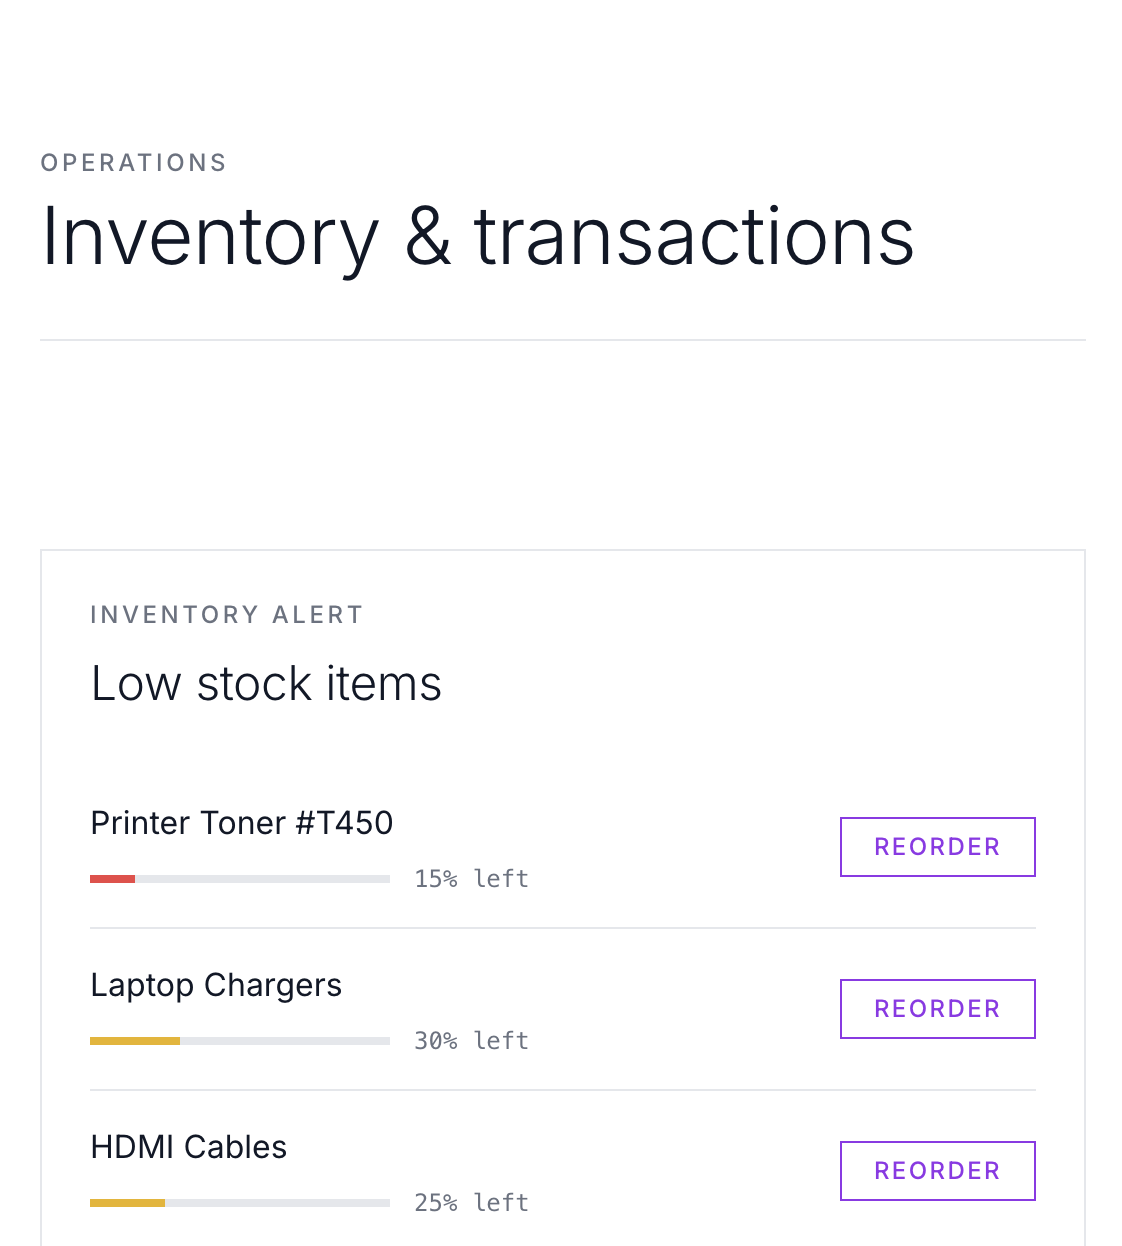 OPERATIONS
Inventory & transactions
INVENTORY ALERT
Low stock items
Printer Toner #T450
15% left
REORDER
Laptop Chargers
30% left
REORDER
HDMI Cables
25% left
REORDER